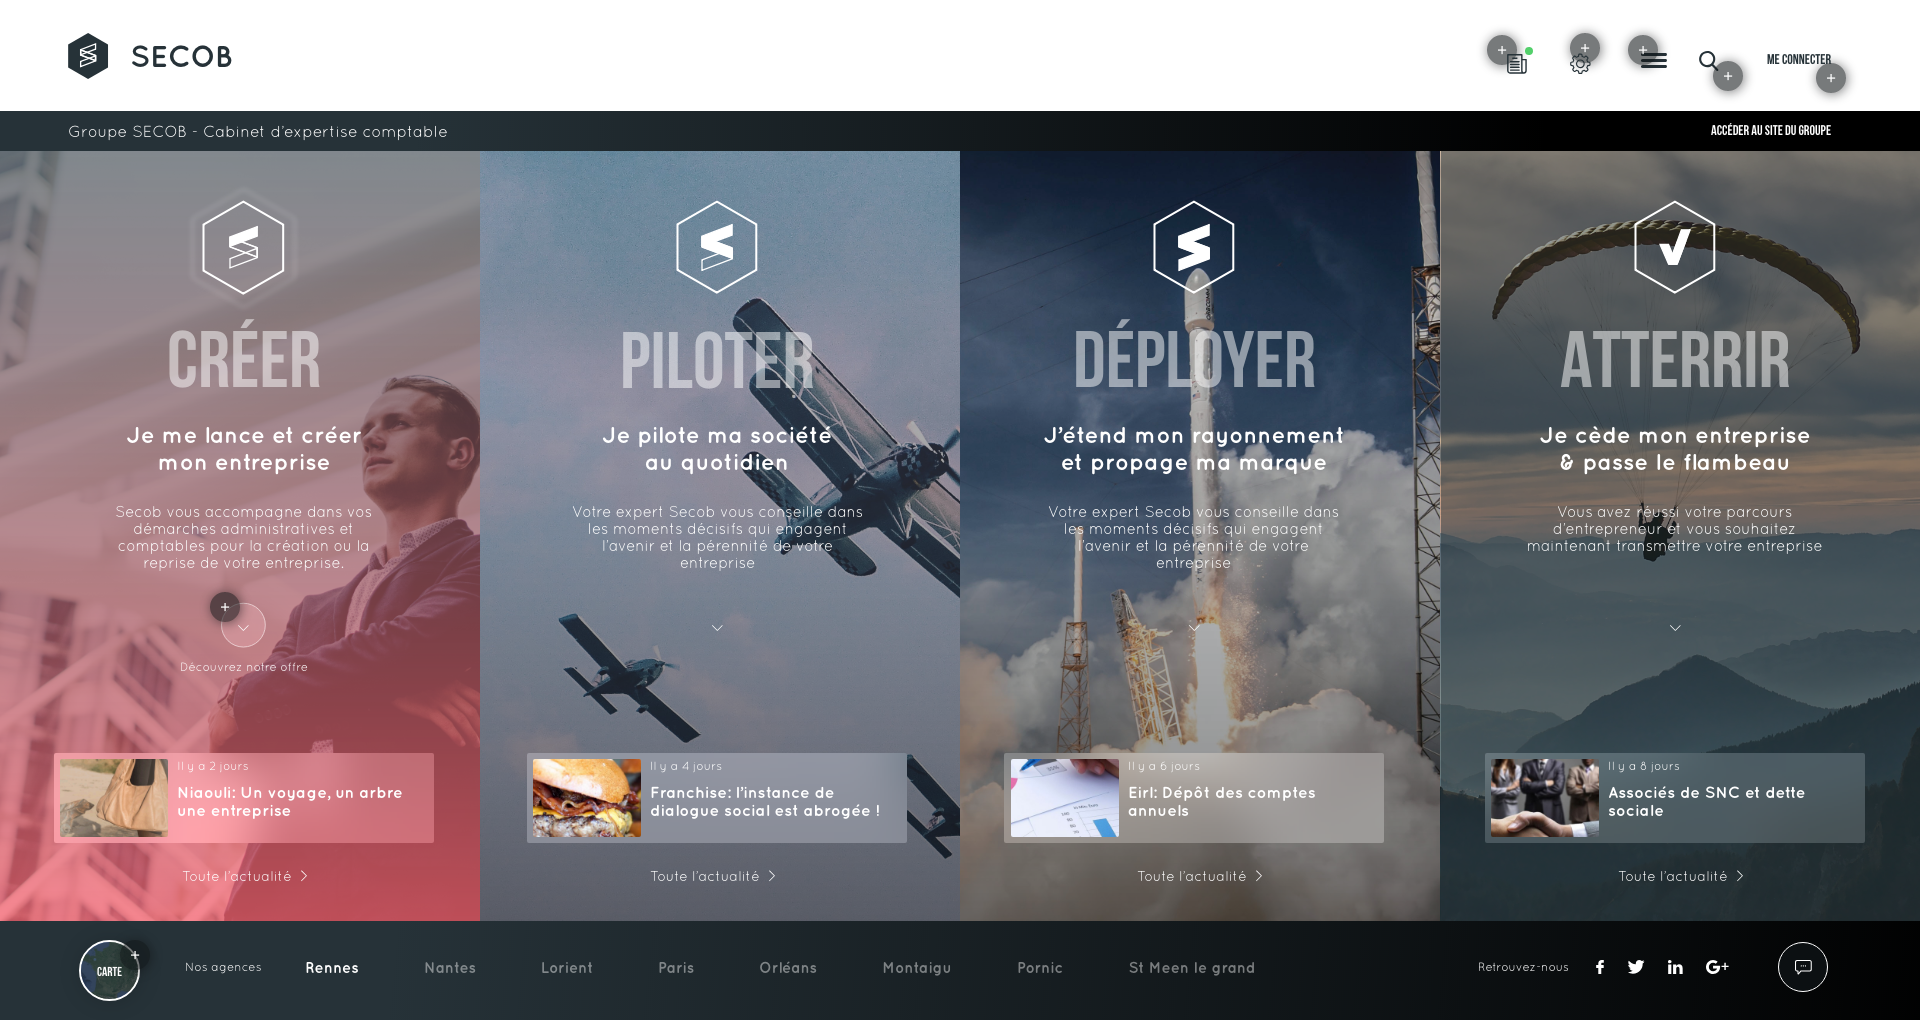 SECOB
ME CONNECTER
Groupe SECOB - Cabinet d'expertise comptable
ACCÉDER AU SITE DU GROUPE
CRÉER
Je me lance et créer
mon entreprise
Secob vous accompagne dans vos
démarches administratives et
comptables pour la création ou la
reprise de votre entreprise.
Découvrez notre offre
Il y a 2 jours
Niaouli: Un voyage, un arbre
une entreprise
Toute l'actualité
PILOTER
Je pilote ma société
au quotidien
Votre expert Secob vous conseille dans
les moments décisifs qui engagent
l'avenir et la pérennité de votre
entreprise
Il y a 4 jours
Franchise: l'instance de
dialogue social est abrogée !
Toute l'actualité
DÉPLOYER
J'étend mon rayonnement
et propage ma marque
Votre expert Secob vous conseille dans
les moments décisifs qui engagent
l'avenir et la pérennité de votre
entreprise
Il y a 6 jours
Eirl: Dépôt des comptes
annuels
Toute l'actualité
ATTERRIR
Je cède mon entreprise
& passe le flambeau
Vous avez réussi votre parcours
d'entrepreneur et vous souhaitez
maintenant transmettre votre entreprise
Il y a 8 jours
Associés de SNC et dette
sociale
Toute l'actualité
CARTE
Nos agences
Rennes
Nantes
Lorient
Paris
Orléans
Montaigu
Pornic
St Meen le grand
Retrouvez-nous